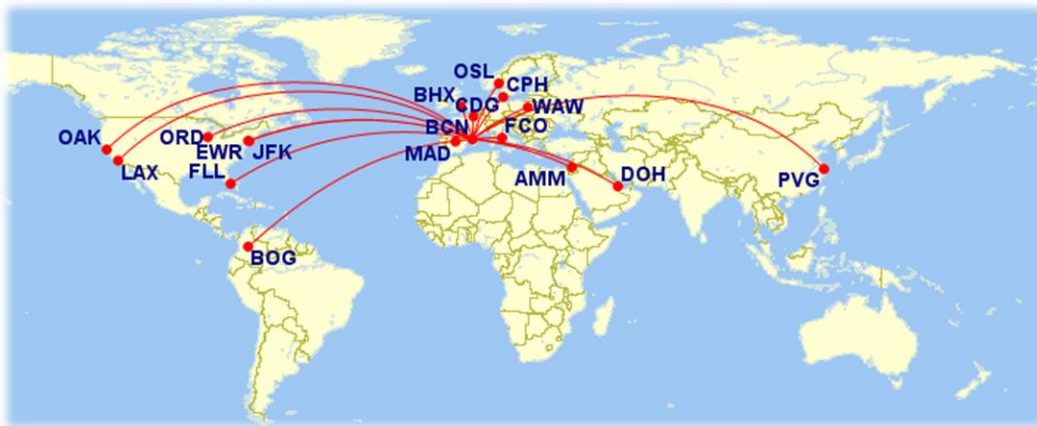 OSL
CPH
BHX
CDG
WAW
OAK
ORD
BCN
FCO
EWR
JFK
MAD
LAX
FLL
AMM
DOH
PVG
BOG